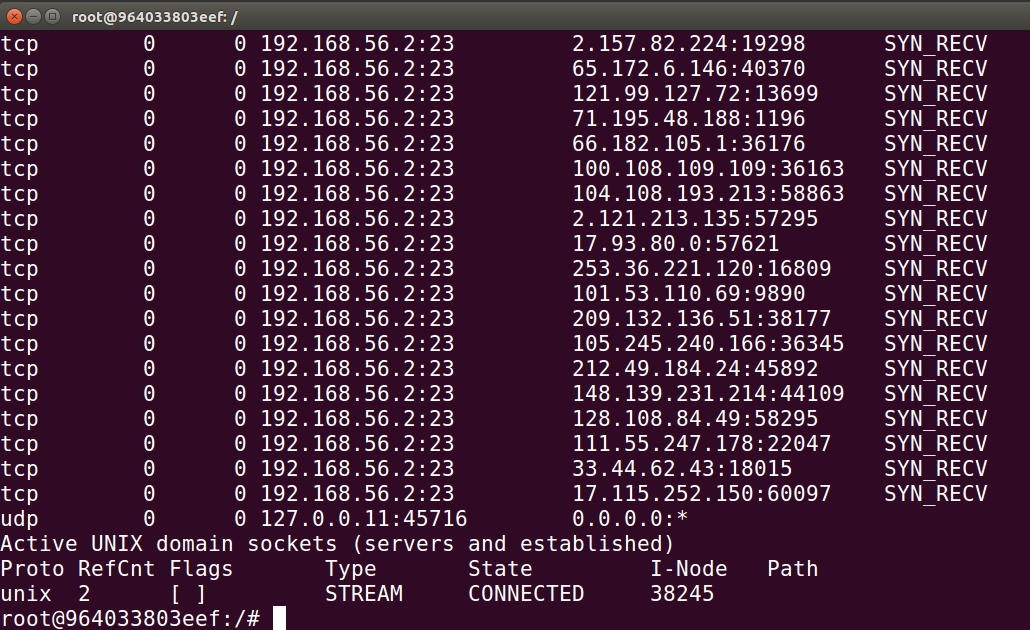 root@964033803eef: /
tcp        0      0 192.168.56.2:23         2.157.82.224:19298      SYN_RECV
tcp        0      0 192.168.56.2:23         65.172.6.146:40370      SYN_RECV
tcp        0      0 192.168.56.2:23         121.99.127.72:13699     SYN_RECV
tcp        0      0 192.168.56.2:23         71.195.48.188:1196      SYN_RECV
tcp        0      0 192.168.56.2:23         66.182.105.1:36176      SYN_RECV
tcp        0      0 192.168.56.2:23         100.108.109.109:36163   SYN_RECV
tcp        0      0 192.168.56.2:23         104.108.193.213:58863   SYN_RECV
tcp        0      0 192.168.56.2:23         2.121.213.135:57295     SYN_RECV
tcp        0      0 192.168.56.2:23         17.93.80.0:57621        SYN_RECV
tcp        0      0 192.168.56.2:23         253.36.221.120:16809    SYN_RECV
tcp        0      0 192.168.56.2:23         101.53.110.69:9890      SYN_RECV
tcp        0      0 192.168.56.2:23         209.132.136.51:38177    SYN_RECV
tcp        0      0 192.168.56.2:23         105.245.240.166:36345   SYN_RECV
tcp        0      0 192.168.56.2:23         212.49.184.24:45892     SYN_RECV
tcp        0      0 192.168.56.2:23         148.139.231.214:44109   SYN_RECV
tcp        0      0 192.168.56.2:23         128.108.84.49:58295     SYN_RECV
tcp        0      0 192.168.56.2:23         111.55.247.178:22047    SYN_RECV
tcp        0      0 192.168.56.2:23         33.44.62.43:18015       SYN_RECV
tcp        0      0 192.168.56.2:23         17.115.252.150:60097    SYN_RECV
udp        0      0 127.0.0.11:45716        0.0.0.0:*
Active UNIX domain sockets (servers and established)
Proto RefCnt Flags       Type       State         I-Node   Path
unix  2      [ ]         STREAM     CONNECTED     38245
root@964033803eef:/#